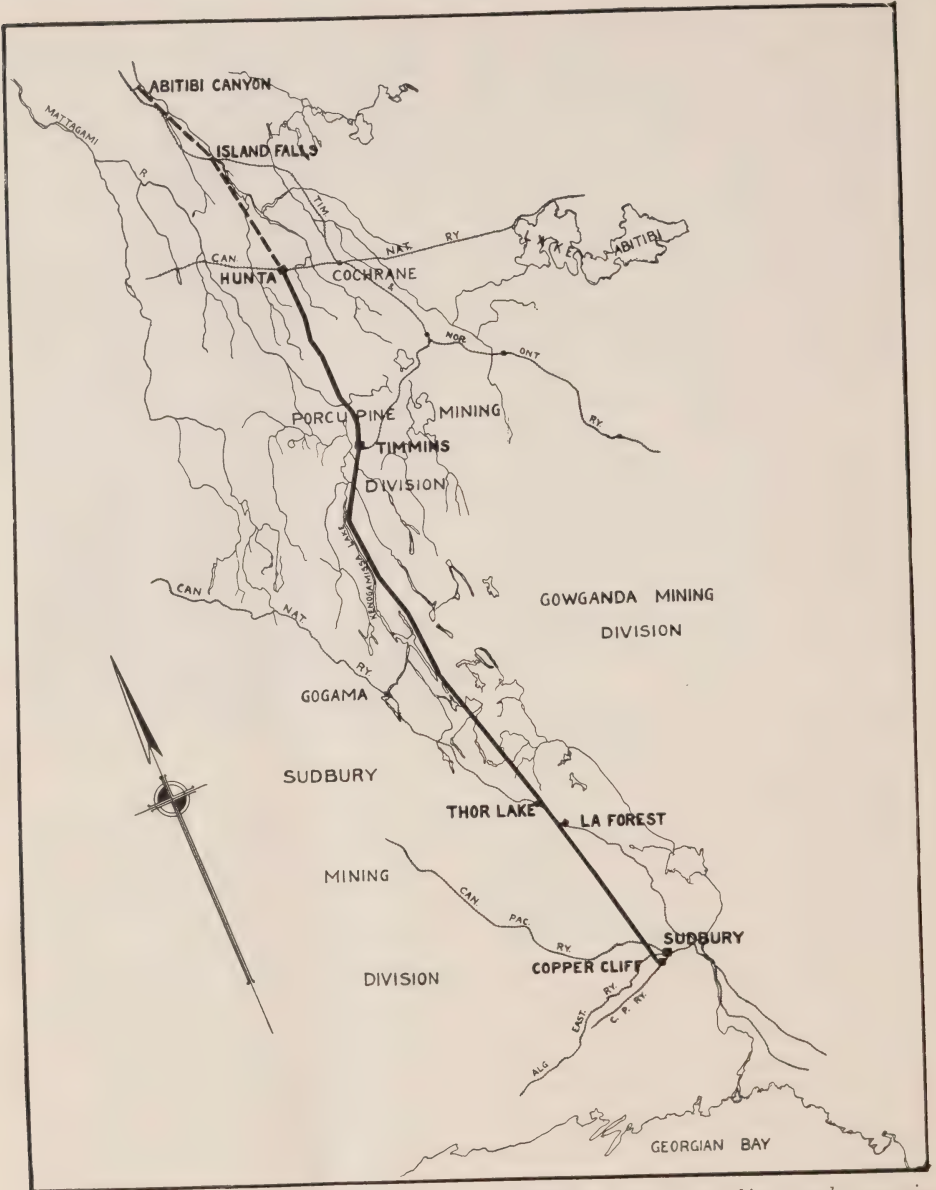 ABITIBI CANYON
MATTAGAMI
R
ISLAND FALLS
TIM.
CAN.
NAT.
RY
LAKE
ABITIBI
HUNTA
COCHRANE
&
NOR.
ONT
RY.
PORCUPINE
MINING
TIMMINS
DIVISION
KENOGAMISSA LAKE
CAN
NAT.
RY.
GOWGANDA MINING
DIVISION
GOGAMA
SUDBURY
THOR LAKE
LA FOREST
MINING
CAN.
PAC.
RY.
SUDBURY
COPPER CLIFF
DIVISION
RY.
EAST.
C. P. RY.
ALG
GEORGIAN BAY